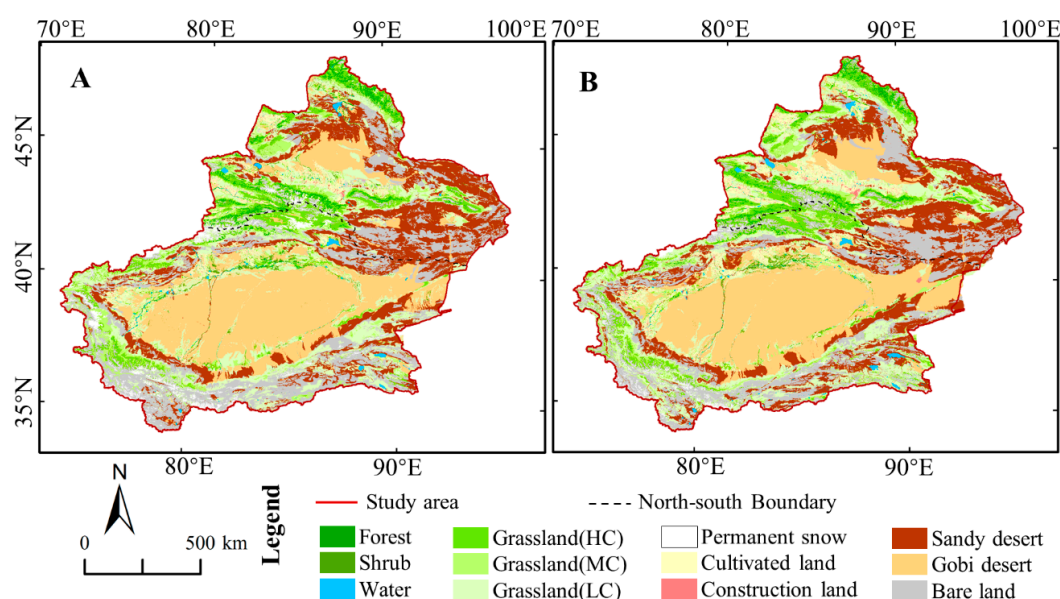 70°E 80°E 90°E 100°E 70°E 80°E 90°E 100°E
A B
45°N
40°N
35°N
80°E 90°E 80°E 90°E
N
0 500 km
Legend
Study area North-south Boundary
Forest Grassland(HC) Permanent snow Sandy desert
Shrub Grassland(MC) Cultivated land Gobi desert
Water Grassland(LC) Construction land Bare land